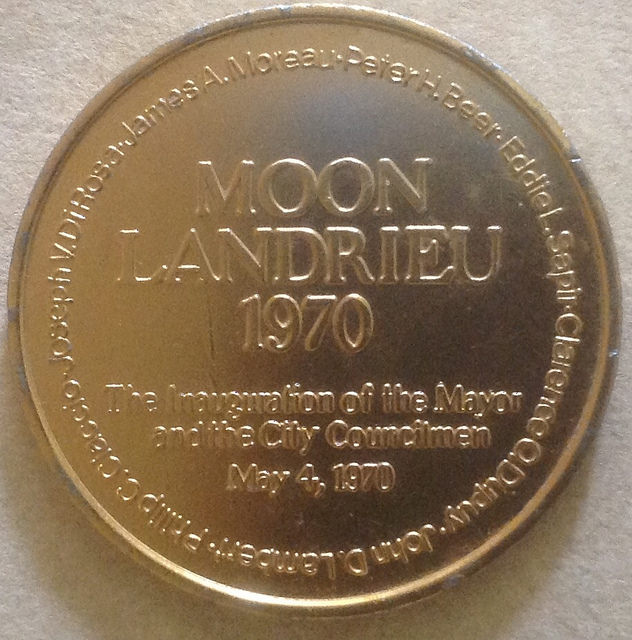 MOON
LANDRIEU
1970
The Inauguration of the Mayor
and the City Councilmen
May 4, 1970
James A. Moreau · Peter H. Beer · Eddie L. Sapir · Clarence O. Dupuy · John D. Lambert · Philip C. Ciaccio · Joseph V. DiRosa ·